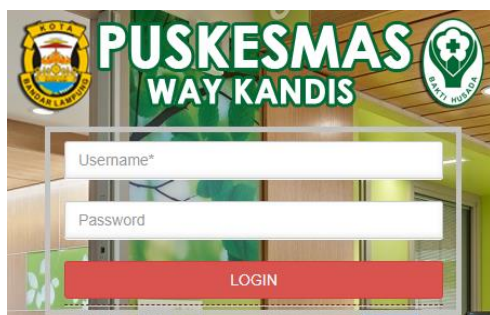 KOTA
BANDAR LAMPUNG
PUSKESMAS
WAY KANDIS
BAKTI HUSADA
Username*
Password
LOGIN